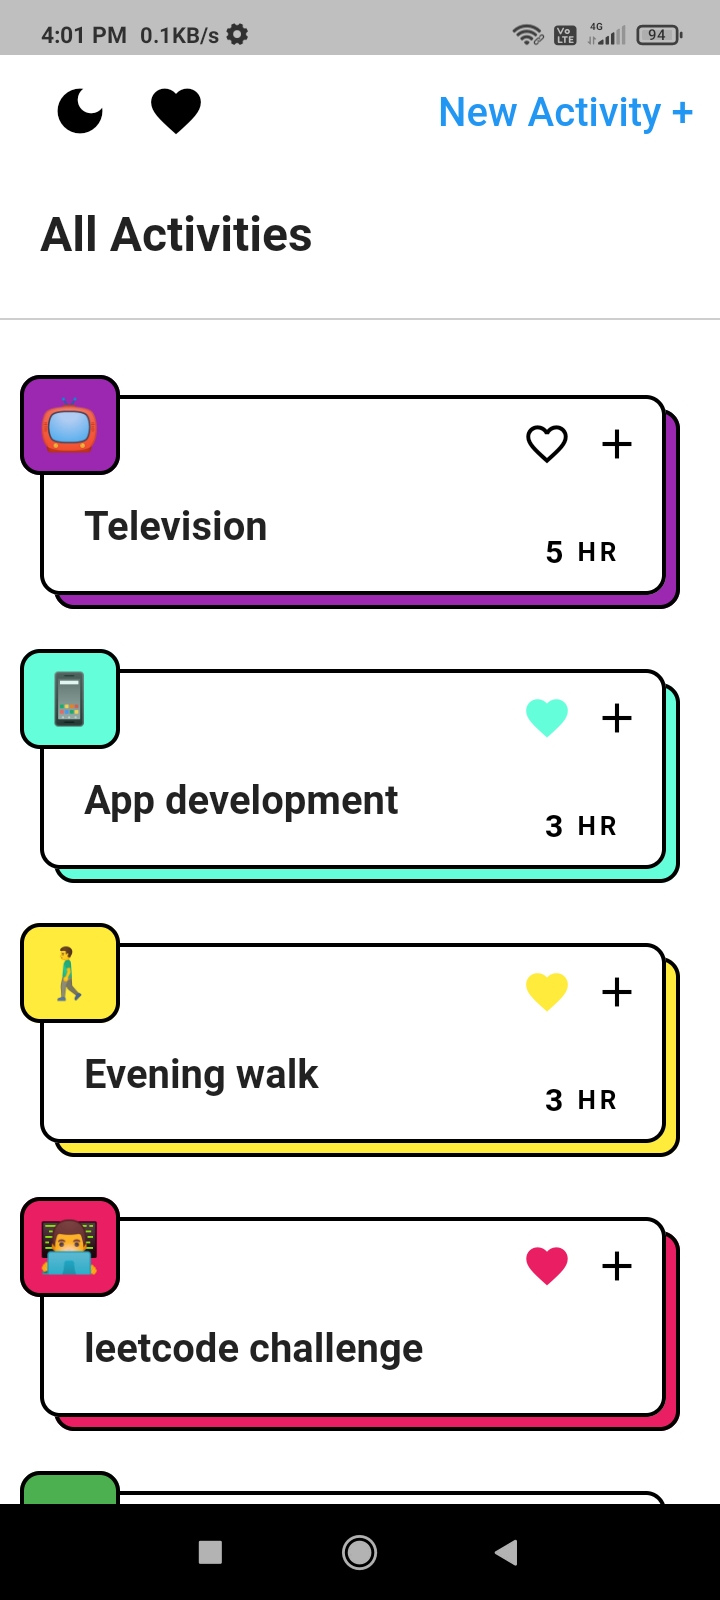 4:01 PM 0.1KB/s
Vo LTE 4G 94
New Activity +
All Activities
Television
5 HR
App development
3 HR
Evening walk
3 HR
leetcode challenge